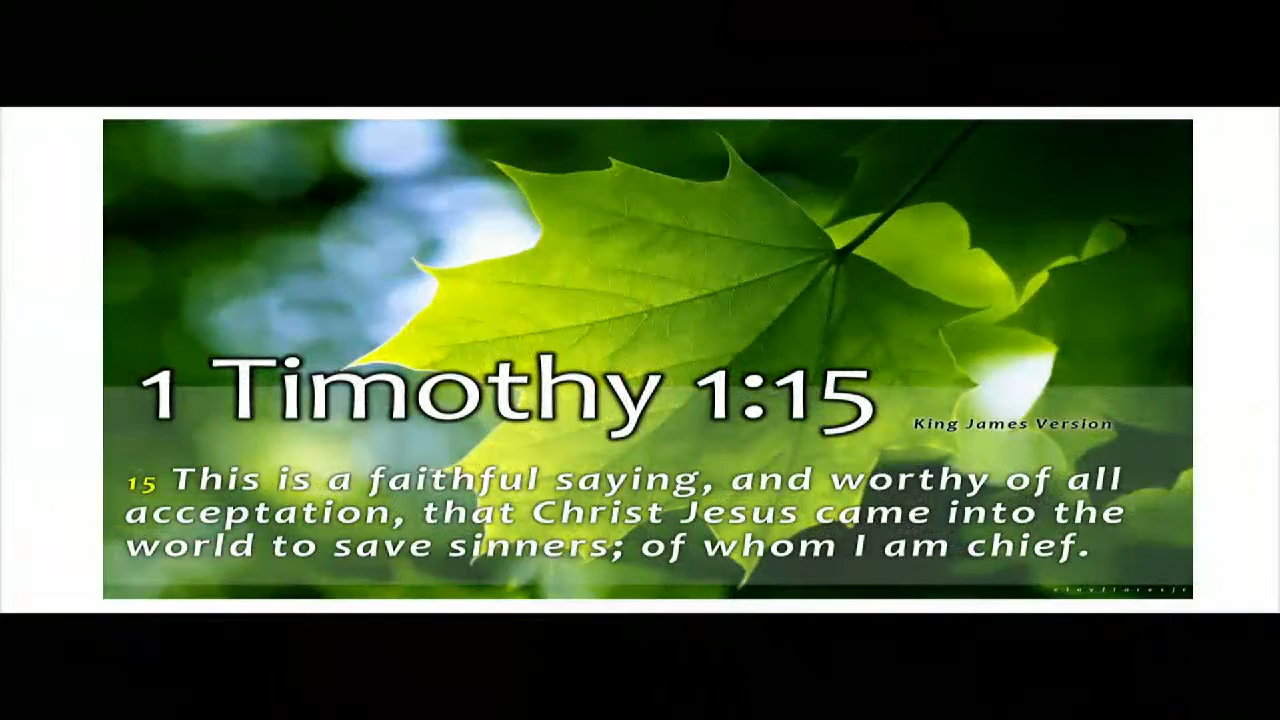 1 Timothy 1:15
King James Version
15 This is a faithful saying, and worthy of all
acceptation, that Christ Jesus came into the
world to save sinners; of whom I am chief.